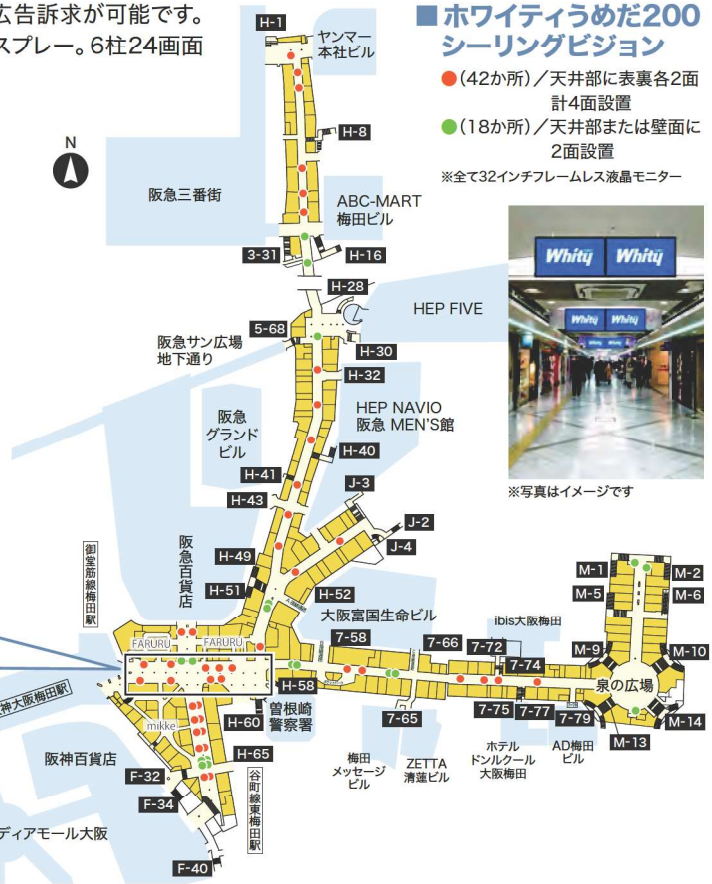 広告訴求が可能です。
スプレー。6柱24画面
■ホワイティうめだ200
シーリングビジョン
●(42か所)/天井部に表裏各2面
計4面設置
●(18か所)/天井部または壁面に
2面設置
※全て32インチフレームレス液晶モニター
Whity Whity
Whity Whity
※写真はイメージです
N
H-1
ヤンマー
本社ビル
H-8
阪急三番街
ABC-MART
梅田ビル
3-31
H-16
H-28
HEP FIVE
5-68
阪急サン広場
地下通り
H-30
H-32
HEP NAVIO
阪急 MEN'S館
阪急
グランド
ビル
H-40
H-41
J-3
H-43
J-2
J-4
御堂筋線梅田駅
阪急百貨店
H-49
H-51
H-52
M-1
M-2
M-5
M-6
大阪富国生命ビル
ibis大阪梅田
7-58
7-66
7-72
7-74
M-9
M-10
FARURU
FARURU
泉の広場
阪神大阪梅田駅
H-58
曽根崎
警察署
H-60
7-65
7-75
7-77
7-79
M-14
M-13
mikke
阪神百貨店
H-65
梅田
メッセージ
ビル
ZETTA
清蓮ビル
ホテル
ドンルクール
大阪梅田
AD梅田
ビル
F-32
F-34
谷町線東梅田駅
ディアモール大阪
F-40